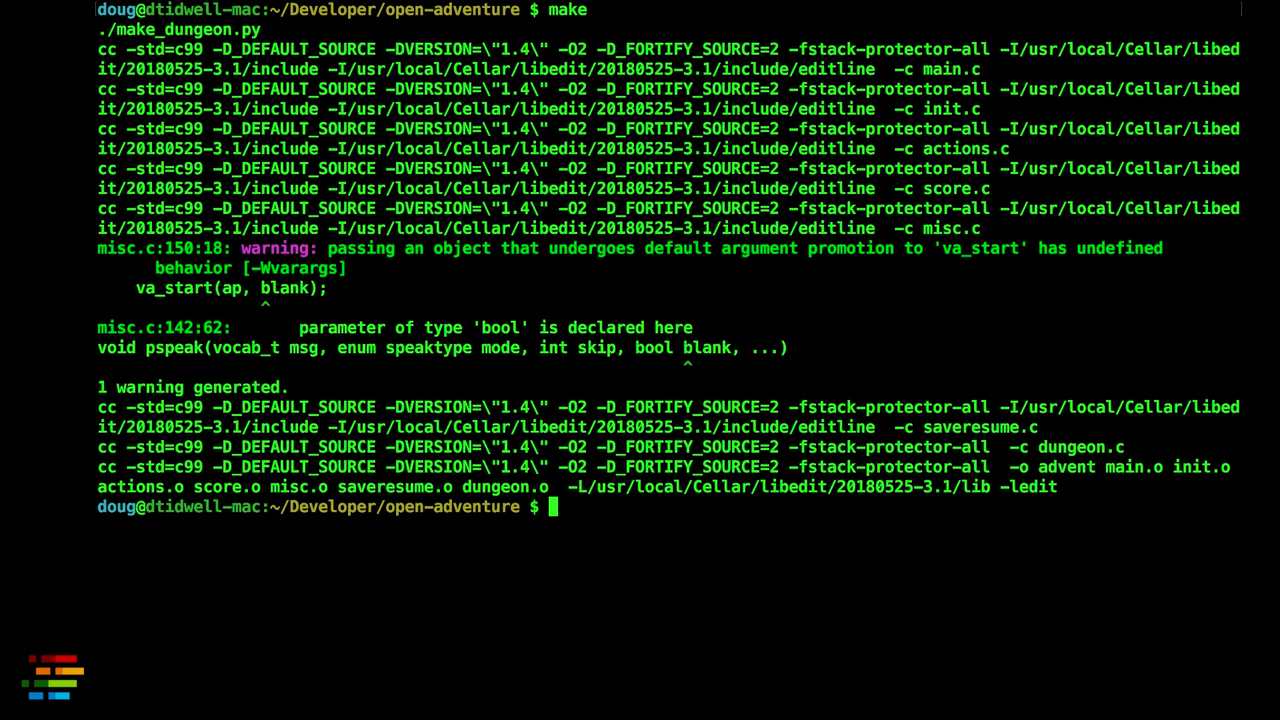 doug@dtidwell-mac:~/Developer/open-adventure $ make
./make_dungeon.py
cc -std=c99 -D_DEFAULT_SOURCE -DVERSION=\"1.4\" -O2 -D_FORTIFY_SOURCE=2 -fstack-protector-all -I/usr/local/Cellar/libed
it/20180525-3.1/include -I/usr/local/Cellar/libedit/20180525-3.1/include/editline  -c main.c
cc -std=c99 -D_DEFAULT_SOURCE -DVERSION=\"1.4\" -O2 -D_FORTIFY_SOURCE=2 -fstack-protector-all -I/usr/local/Cellar/libed
it/20180525-3.1/include -I/usr/local/Cellar/libedit/20180525-3.1/include/editline  -c init.c
cc -std=c99 -D_DEFAULT_SOURCE -DVERSION=\"1.4\" -O2 -D_FORTIFY_SOURCE=2 -fstack-protector-all -I/usr/local/Cellar/libed
it/20180525-3.1/include -I/usr/local/Cellar/libedit/20180525-3.1/include/editline  -c actions.c
cc -std=c99 -D_DEFAULT_SOURCE -DVERSION=\"1.4\" -O2 -D_FORTIFY_SOURCE=2 -fstack-protector-all -I/usr/local/Cellar/libed
it/20180525-3.1/include -I/usr/local/Cellar/libedit/20180525-3.1/include/editline  -c score.c
cc -std=c99 -D_DEFAULT_SOURCE -DVERSION=\"1.4\" -O2 -D_FORTIFY_SOURCE=2 -fstack-protector-all -I/usr/local/Cellar/libed
it/20180525-3.1/include -I/usr/local/Cellar/libedit/20180525-3.1/include/editline  -c misc.c
misc.c:150:18: warning: passing an object that undergoes default argument promotion to 'va_start' has undefined
      behavior [-Wvarargs]
    va_start(ap, blank);
                 ^
misc.c:142:62:       parameter of type 'bool' is declared here
void pspeak(vocab_t msg, enum speaktype mode, int skip, bool blank, ...)
                                                             ^
1 warning generated.
cc -std=c99 -D_DEFAULT_SOURCE -DVERSION=\"1.4\" -O2 -D_FORTIFY_SOURCE=2 -fstack-protector-all -I/usr/local/Cellar/libed
it/20180525-3.1/include -I/usr/local/Cellar/libedit/20180525-3.1/include/editline  -c saveresume.c
cc -std=c99 -D_DEFAULT_SOURCE -DVERSION=\"1.4\" -O2 -D_FORTIFY_SOURCE=2 -fstack-protector-all  -c dungeon.c
cc -std=c99 -D_DEFAULT_SOURCE -DVERSION=\"1.4\" -O2 -D_FORTIFY_SOURCE=2 -fstack-protector-all  -o advent main.o init.o
actions.o score.o misc.o saveresume.o dungeon.o  -L/usr/local/Cellar/libedit/20180525-3.1/lib -ledit
doug@dtidwell-mac:~/Developer/open-adventure $